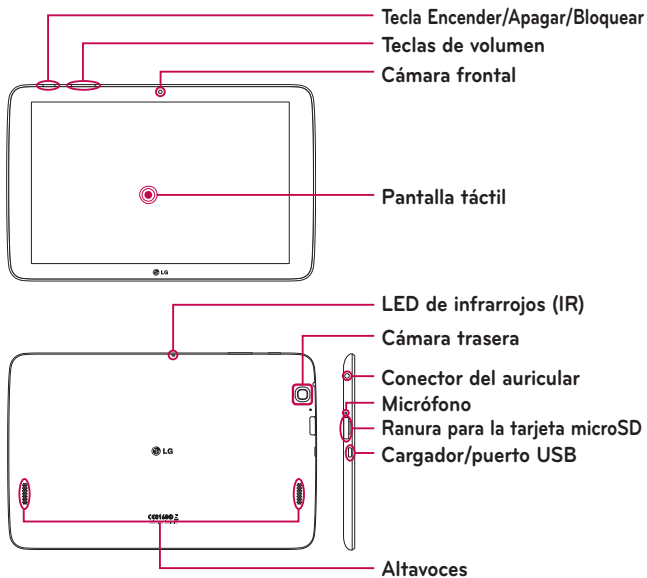 Tecla Encender/Apagar/Bloquear
Teclas de volumen
Cámara frontal
Pantalla táctil
LG
LED de infrarrojos (IR)
Cámara trasera
Conector del auricular
Micrófono
Ranura para la tarjeta microSD
Cargador/puerto USB
LG
Altavoces